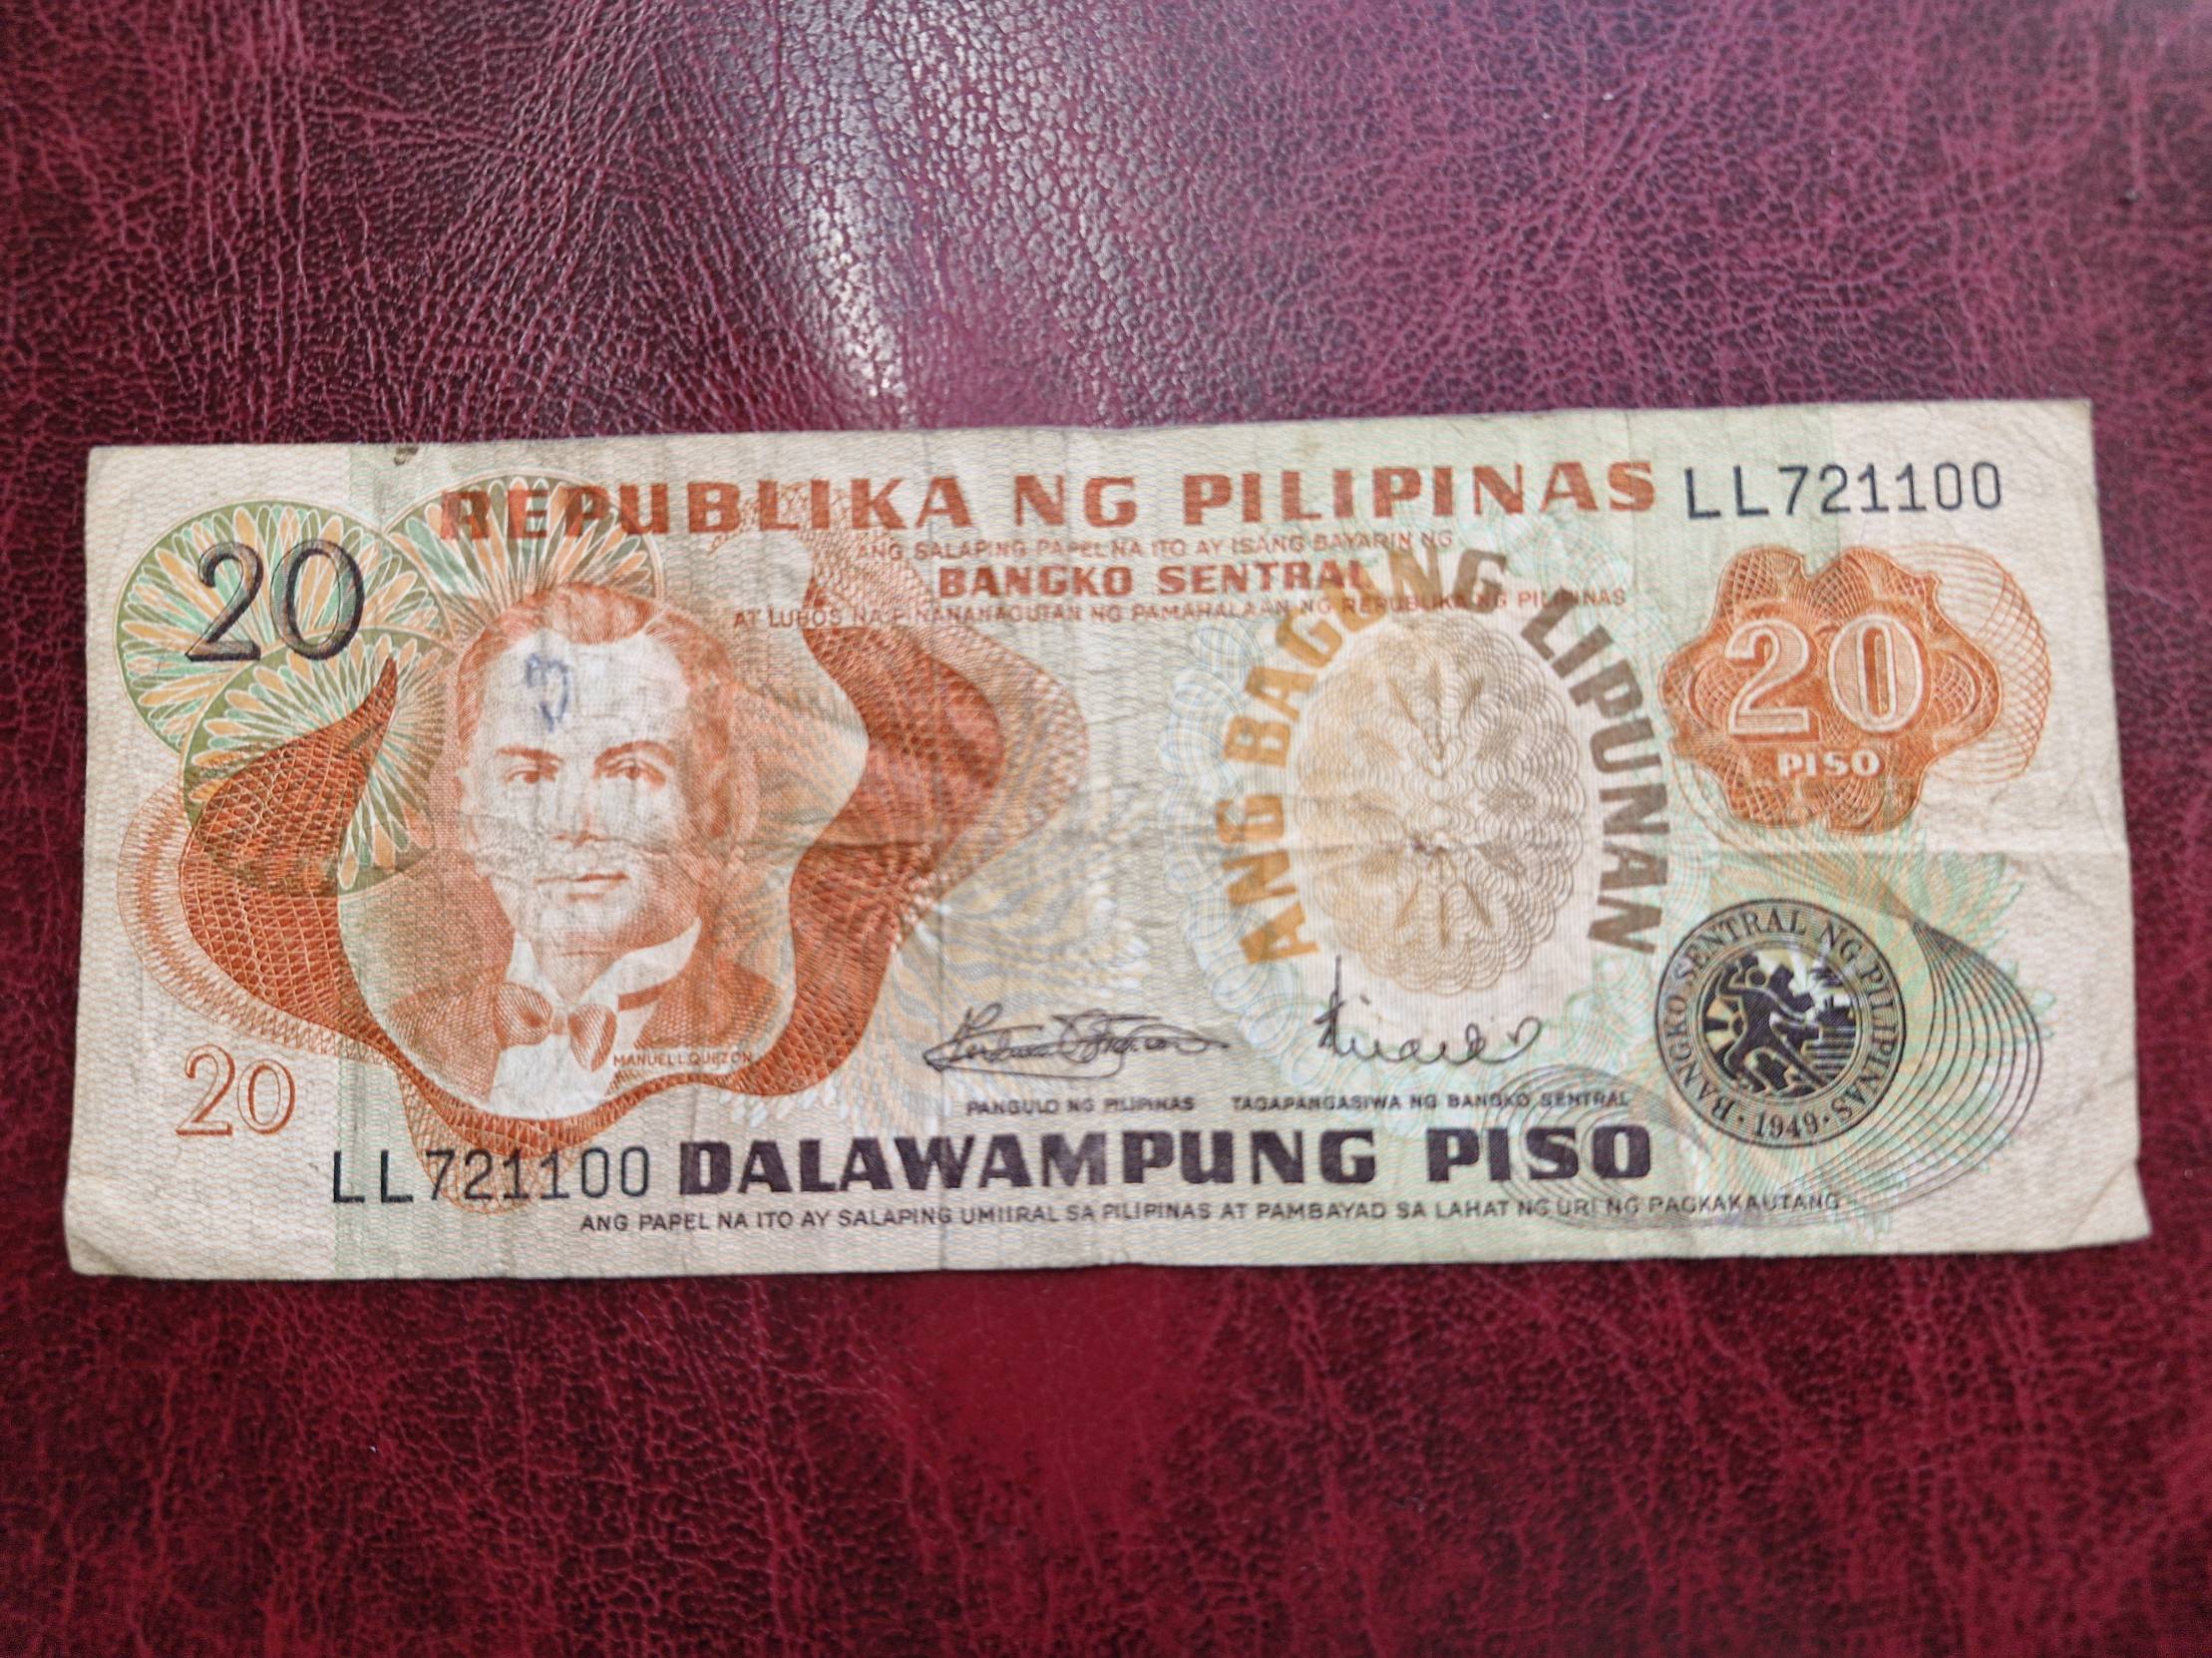 REPUBLIKA NG PILIPINAS
LL721100
20
ANG SALAPING PAPEL NA ITO AY ISANG BAYARIN NG
BANGKO SENTRAL
AT LUBOS NA PINANANAGUTAN NG PAMAHALAAN NG REPUBLIKA NG PILIPINAS
ANG BAGONG LIPUNAN
20
PISO
MANUEL L. QUEZON
BANGKO SENTRAL NG PILIPINAS
·1949·
20
PANGULO NG PILIPINAS TAGAPANGASIWA NG BANGKO SENTRAL
LL721100
DALAWAMPUNG PISO
ANG PAPEL NA ITO AY SALAPING UMIIRAL SA PILIPINAS AT PAMBAYAD SA LAHAT NG URI NG PAGKAKAUTANG